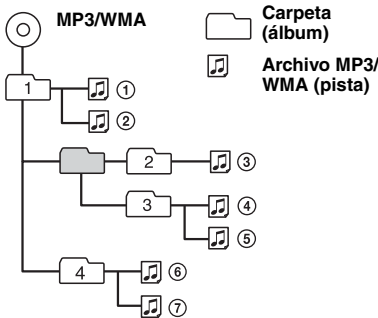 MP3/WMA
Carpeta
(álbum)
Archivo MP3/
WMA (pista)
1
①
②
2
③
3
④
⑤
4
⑥
⑦